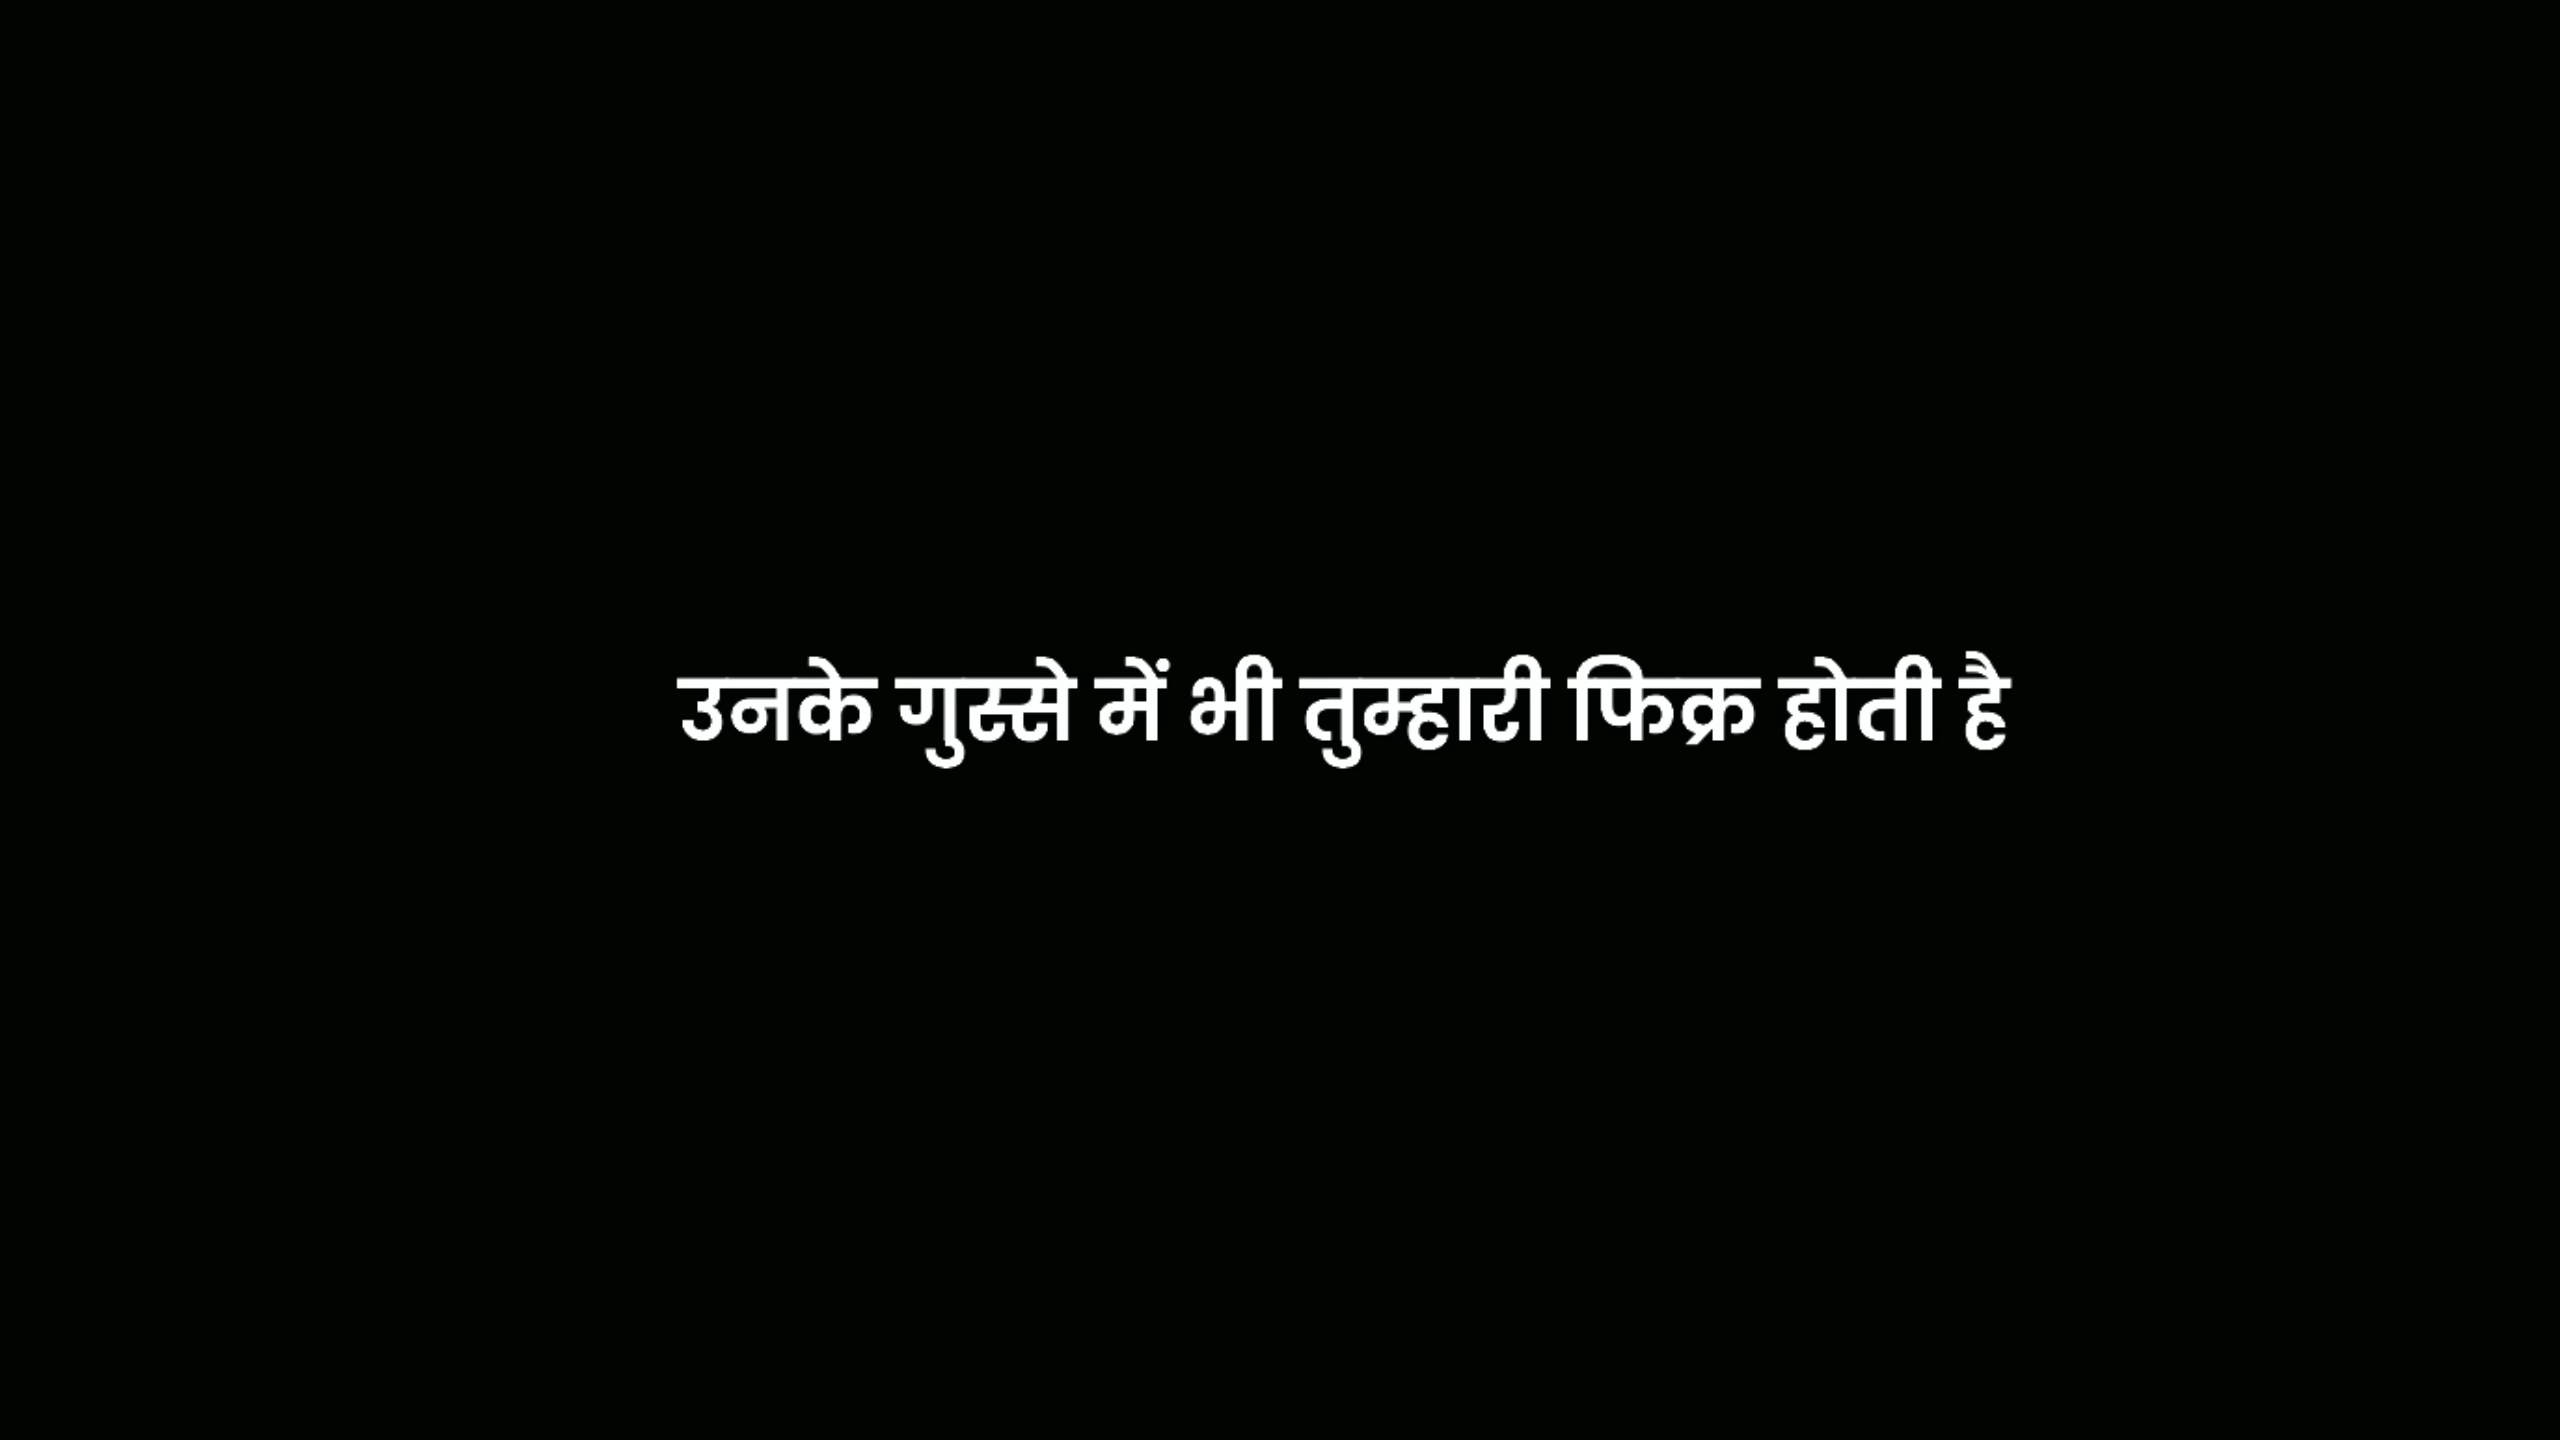 उनके गुस्से में भी तुम्हारी फिक्र होती है